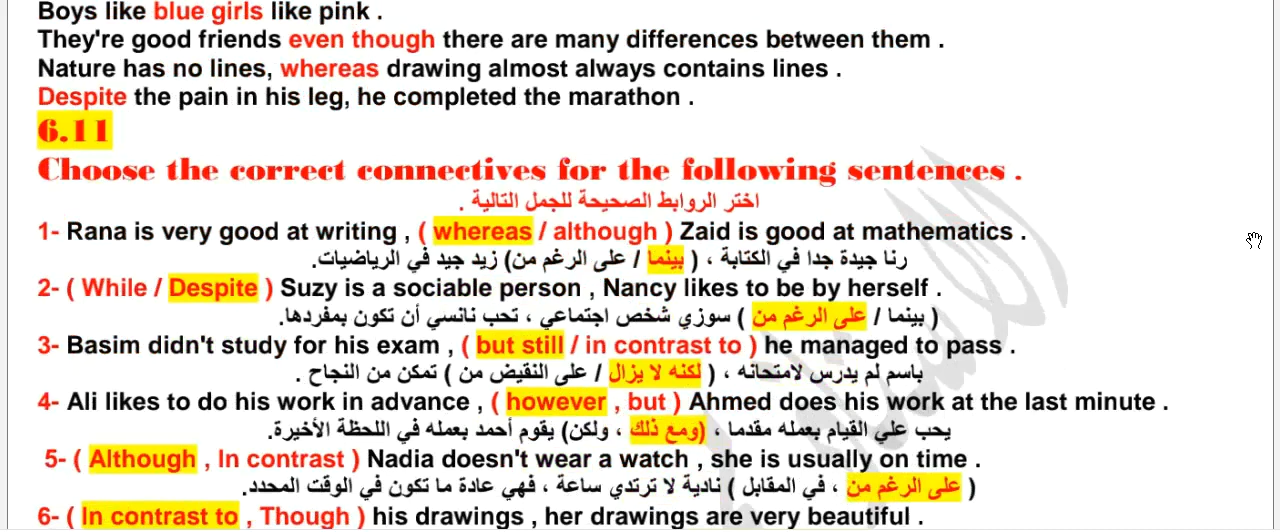 Boys like blue girls like pink .
They're good friends even though there are many differences between them .
Nature has no lines, whereas drawing almost always contains lines .
Despite the pain in his leg, he completed the marathon .
6.11
Choose the correct connectives for the following sentences .
اختر الروابط الصحيحة للجمل التالية .
1- Rana is very good at writing , ( whereas / although ) Zaid is good at mathematics .
رنا جيدة جدا في الكتابة ، ( بينما / على الرغم من) زيد جيد في الرياضيات.
2- ( While / Despite ) Suzy is a sociable person , Nancy likes to be by herself .
( بينما / على الرغم من ) سوزي شخص اجتماعي ، تحب نانسي أن تكون بمفردها.
3- Basim didn't study for his exam , ( but still / in contrast to ) he managed to pass .
باسم لم يدرس لامتحانه ، ( لكنه لا يزال / على النقيض من ) تمكن من النجاح .
4- Ali likes to do his work in advance , ( however , but ) Ahmed does his work at the last minute .
يحب علي القيام بعمله مقدما ، (ومع ذلك ، ولكن) يقوم أحمد بعمله في اللحظة الأخيرة.
5- ( Although , In contrast ) Nadia doesn't wear a watch , she is usually on time .
( على الرغم من ، في المقابل ) نادية لا ترتدي ساعة ، فهي عادة ما تكون في الوقت المحدد.
6- ( In contrast to , Though ) his drawings , her drawings are very beautiful .